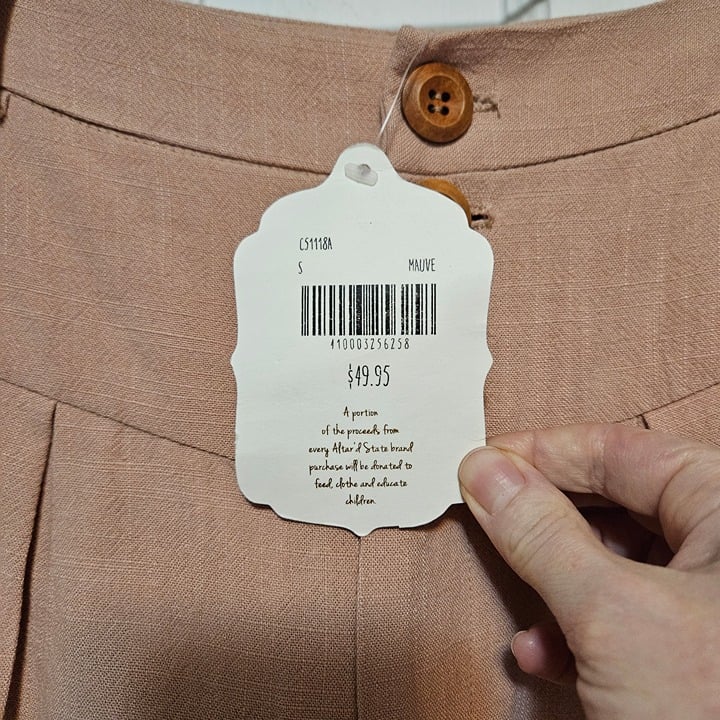 CS1118A
S MAUVE
410003256258
$49.95
A portion
of the proceeds from
every Altar'd State brand
purchase will be donated to
feed, clothe and educate
children.